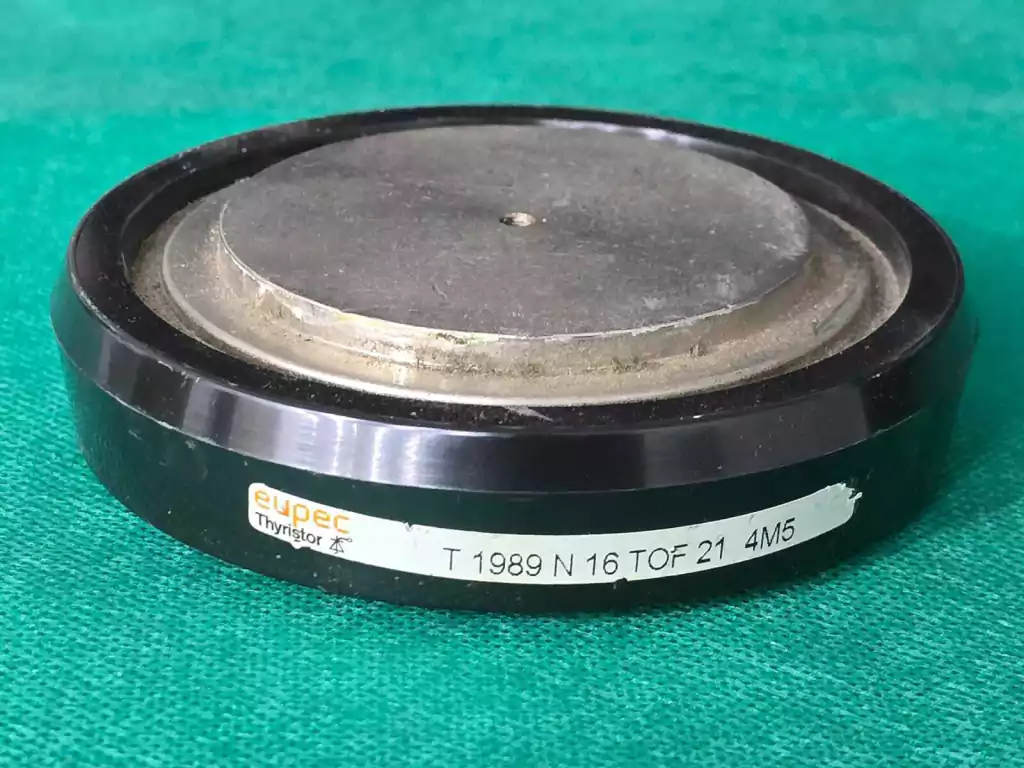 eupec
Thyristor
T 1989 N 16 TOF 21 4M5